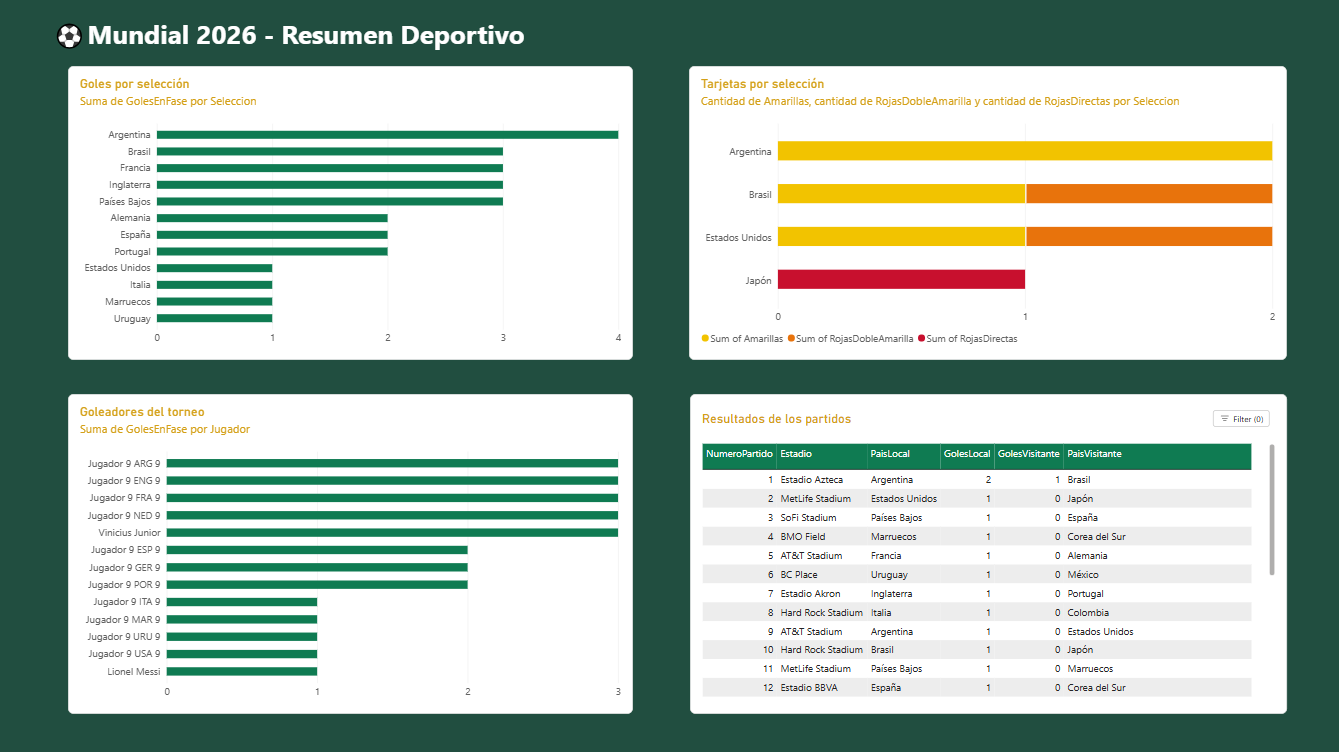 ⚽ Mundial 2026 - Resumen Deportivo
Goles por selección
Suma de GolesEnFase por Seleccion
Argentina
Brasil
Francia
Inglaterra
Países Bajos
Alemania
España
Portugal
Estados Unidos
Italia
Marruecos
Uruguay
0 1 2 3 4
Tarjetas por selección
Cantidad de Amarillas, cantidad de RojasDobleAmarilla y cantidad de RojasDirectas por Seleccion
Argentina
Brasil
Estados Unidos
Japón
0 1 2
Sum of Amarillas Sum of RojasDobleAmarilla Sum of RojasDirectas
Goleadores del torneo
Suma de GolesEnFase por Jugador
Jugador 9 ARG 9
Jugador 9 ENG 9
Jugador 9 FRA 9
Jugador 9 NED 9
Vinicius Junior
Jugador 9 ESP 9
Jugador 9 GER 9
Jugador 9 POR 9
Jugador 9 ITA 9
Jugador 9 MAR 9
Jugador 9 URU 9
Jugador 9 USA 9
Lionel Messi
0 1 2 3
Resultados de los partidos
Filter (0)
NumeroPartido Estadio PaisLocal GolesLocal GolesVisitante PaisVisitante
1 Estadio Azteca Argentina 2 1 Brasil
2 MetLife Stadium Estados Unidos 1 0 Japón
3 SoFi Stadium Países Bajos 1 0 España
4 BMO Field Marruecos 1 0 Corea del Sur
5 AT&T Stadium Francia 1 0 Alemania
6 BC Place Uruguay 1 0 México
7 Estadio Akron Inglaterra 1 0 Portugal
8 Hard Rock Stadium Italia 1 0 Colombia
9 AT&T Stadium Argentina 1 0 Estados Unidos
10 Hard Rock Stadium Brasil 1 0 Japón
11 MetLife Stadium Países Bajos 1 0 Marruecos
12 Estadio BBVA España 1 0 Corea del Sur